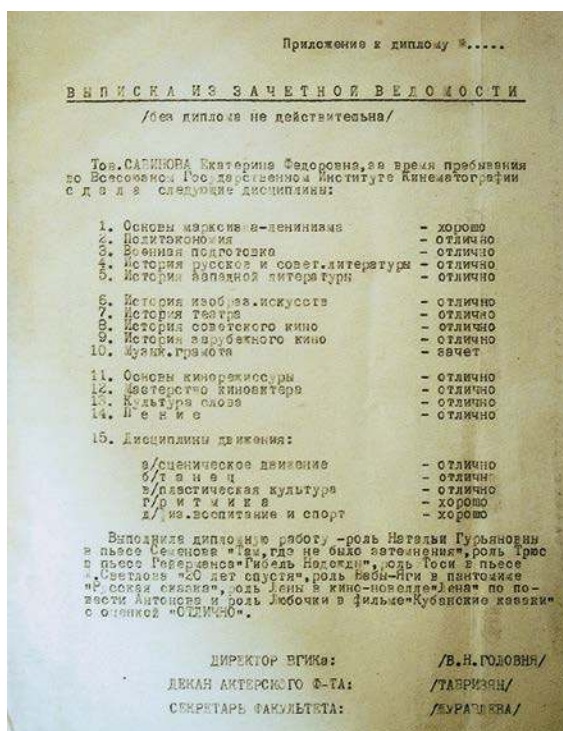 Приложение к диплому №.....
ВЫПИСКА ИЗ ЗАЧЕТНОЙ ВЕДОМОСТИ
/без диплома не действительна/
Тов.САВИНОВА Екатерина Федоровна,за время пребывания
во Всесоюзном Государственном Институте Кинематографии
с д а л а следующие дисциплины:
1. Основы марксизма-ленинизма - хорошо
2. Политэкономия - отлично
3. Военная подготовка - отлично
4. История русской и совет.литературы - отлично
5. История западной литературы - отлично
6. История изобраз.искусств - отлично
7. История театра - отлично
8. История советского кино - отлично
9. История зарубежного кино - отлично
10. Музык.грамота - зачет
11. Основы кинорежиссуры - отлично
12. Мастерство киноактера - отлично
13. Культура слова - отлично
14. П е н и е - отлично
15. Дисциплины движения:
а/сценическое движение - отлично
б/т а н е ц - отлично
в/пластическая культура - отлично
г/р и т м и к а - хорошо
д/физ.воспитание и спорт - хорошо
Выполнила дипломную работу -роль Натальи Гурьяновны
в пьесе Семенова "Там,где не было затемнения",роль Трюс
в пьесе Гейерманса"Гибель Надежды",роль Тоси в пьесе
М.Светлова "20 лет спустя",роль Бабы-Яги в пантомиме
"Русская сказка",роль Лены в кино-новелле"Лена" по по-
вести Антонова и роль Любочки в фильме"Кубанские казаки"
с оценкой "ОТЛИЧНО".
ДИРЕКТОР ВГИКа: /В.Н.ГОЛОВНЯ/
ДЕКАН АКТЕРСКОГО Ф-ТА: /ТАВРИЗЯН/
СЕКРЕТАРЬ ФАКУЛЬТЕТА: /ЖУРАВЛЕВА/